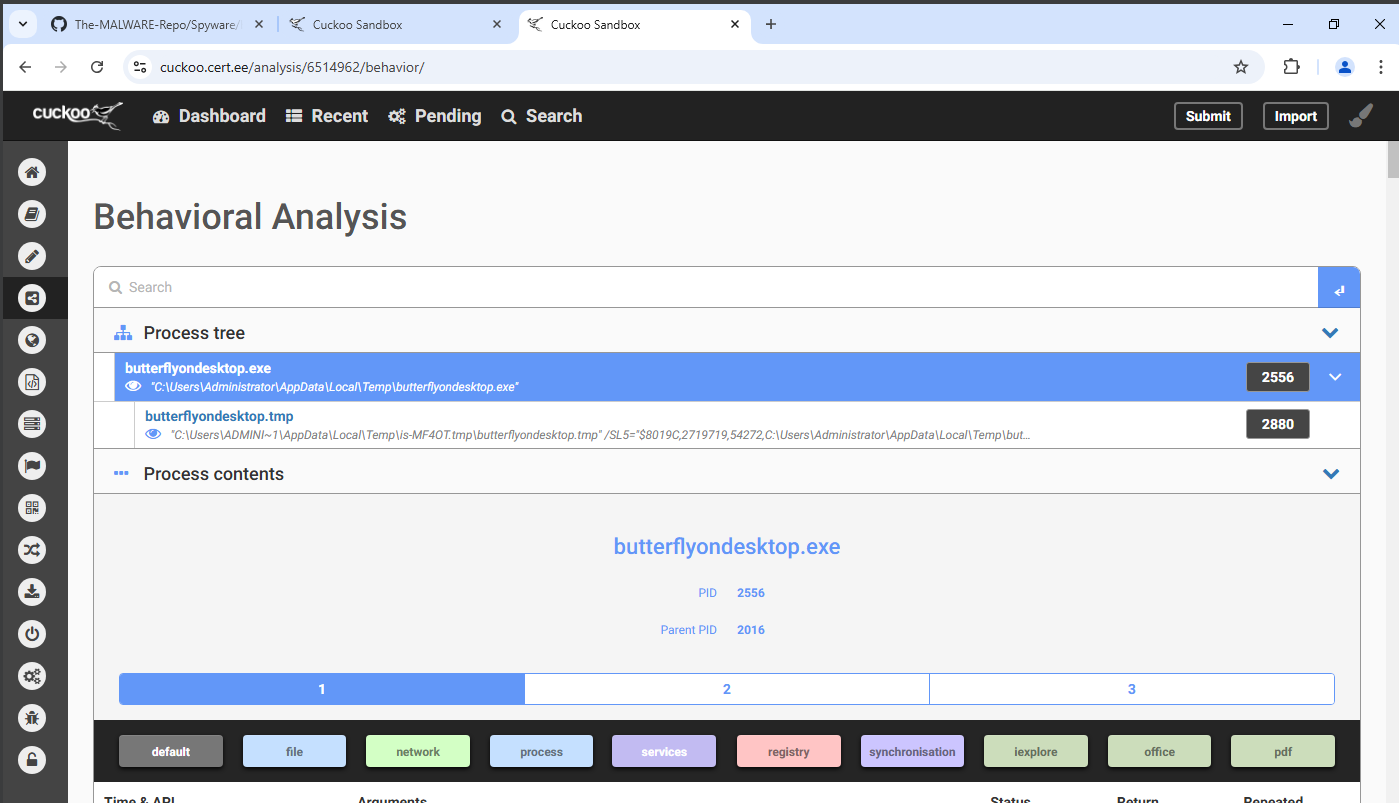 The-MALWARE-Repo/Spyware/
Cuckoo Sandbox
Cuckoo Sandbox
cuckoo.cert.ee/analysis/6514962/behavior/
cuckoo
Dashboard
Recent
Pending
Search
Submit
Import
Behavioral Analysis
Search
Process tree
butterflyondesktop.exe
"C:\Users\Administrator\AppData\Local\Temp\butterflyondesktop.exe"
2556
butterflyondesktop.tmp
"C:\Users\ADMINI~1\AppData\Local\Temp\is-MF4OT.tmp\butterflyondesktop.tmp" /SL5="$8019C,2719719,54272,C:\Users\Administrator\AppData\Local\Temp\but...
2880
Process contents
butterflyondesktop.exe
PID 2556
Parent PID 2016
1 2 3
default file network process services registry synchronisation iexplore office pdf
Time & API Arguments Status Return Repeated